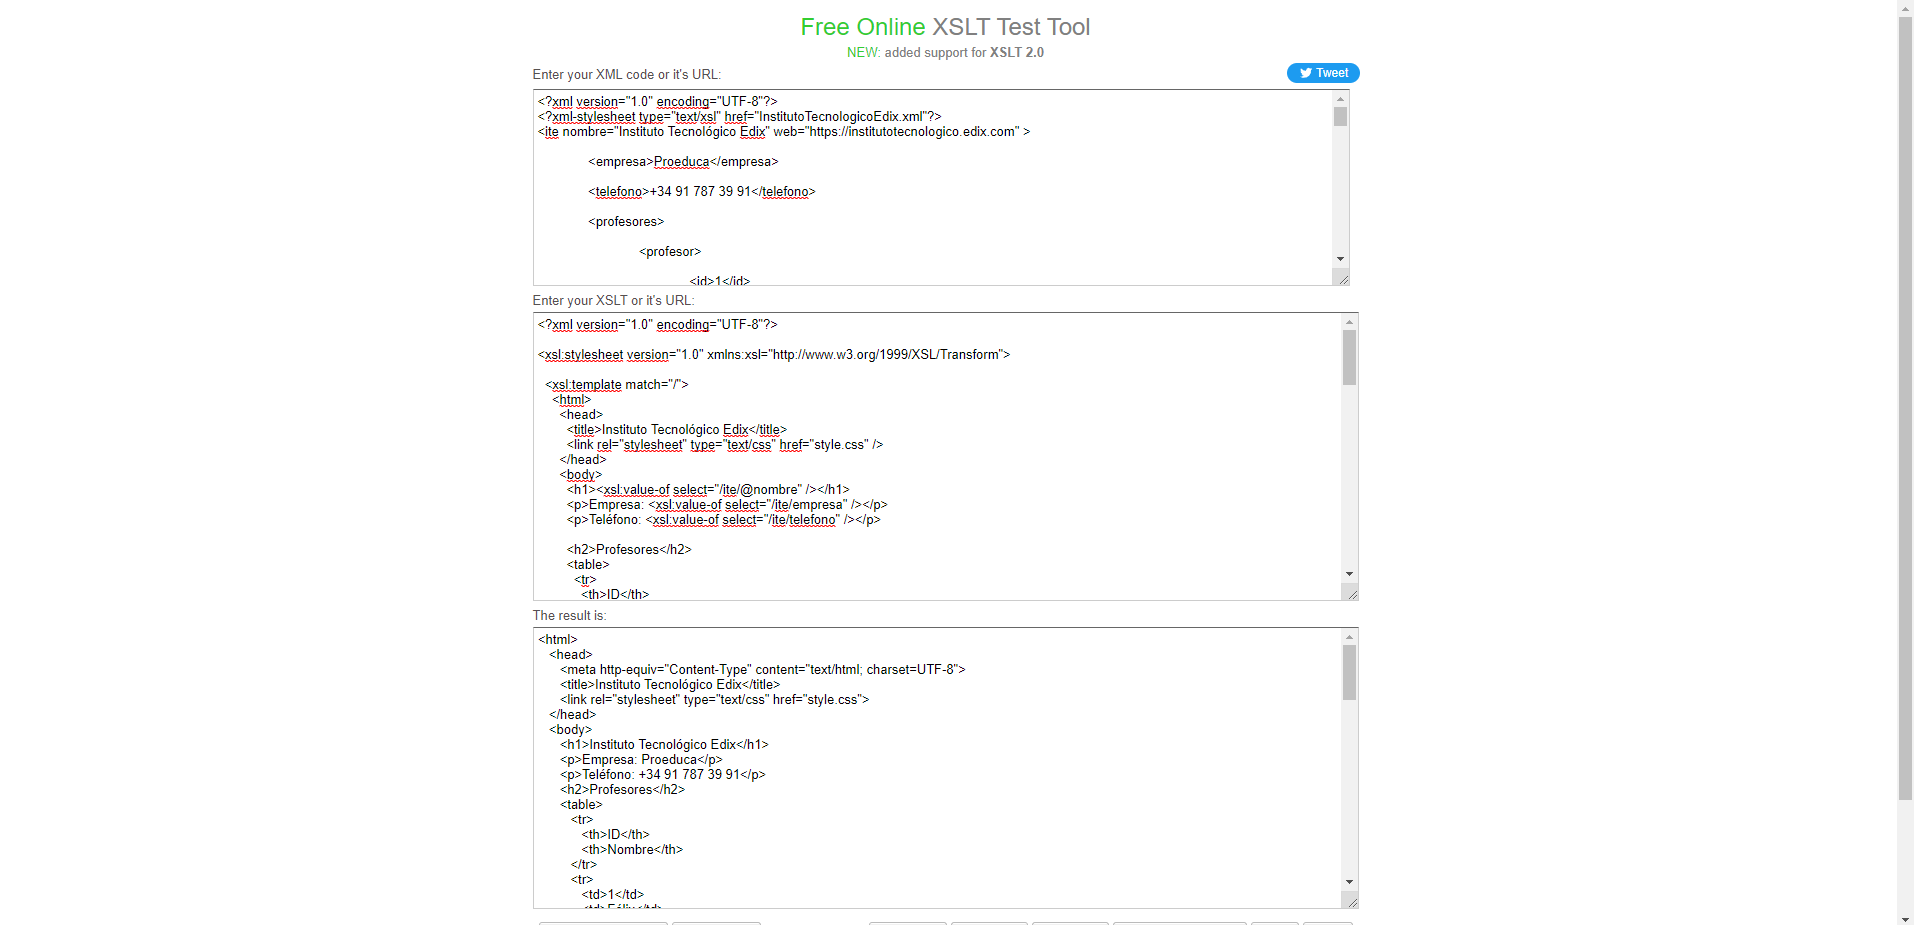 Free Online XSLT Test Tool
NEW: added support for XSLT 2.0
Enter your XML code or it's URL:
Tweet
<?xml version="1.0" encoding="UTF-8"?>
<?xml-stylesheet type="text/xsl" href="InstitutoTecnologicoEdix.xml"?>
<ite nombre="Instituto Tecnológico Edix" web="https://institutotecnologico.edix.com" >
<empresa>Proeduca</empresa>
<telefono>+34 91 787 39 91</telefono>
<profesores>
<profesor>
<id>1</id>
Enter your XSLT or it's URL:
<?xml version="1.0" encoding="UTF-8"?>
<xsl:stylesheet version="1.0" xmlns:xsl="http://www.w3.org/1999/XSL/Transform">
<xsl:template match="/">
<html>
<head>
<title>Instituto Tecnológico Edix</title>
<link rel="stylesheet" type="text/css" href="style.css" />
</head>
<body>
<h1><xsl:value-of select="/ite/@nombre" /></h1>
<p>Empresa: <xsl:value-of select="/ite/empresa" /></p>
<p>Teléfono: <xsl:value-of select="/ite/telefono" /></p>
<h2>Profesores</h2>
<table>
<tr>
<th>ID</th>
The result is:
<html>
<head>
<meta http-equiv="Content-Type" content="text/html; charset=UTF-8">
<title>Instituto Tecnológico Edix</title>
<link rel="stylesheet" type="text/css" href="style.css">
</head>
<body>
<h1>Instituto Tecnológico Edix</h1>
<p>Empresa: Proeduca</p>
<p>Teléfono: +34 91 787 39 91</p>
<h2>Profesores</h2>
<table>
<tr>
<th>ID</th>
<th>Nombre</th>
</tr>
<tr>
<td>1</td>
<td>Félix</td>